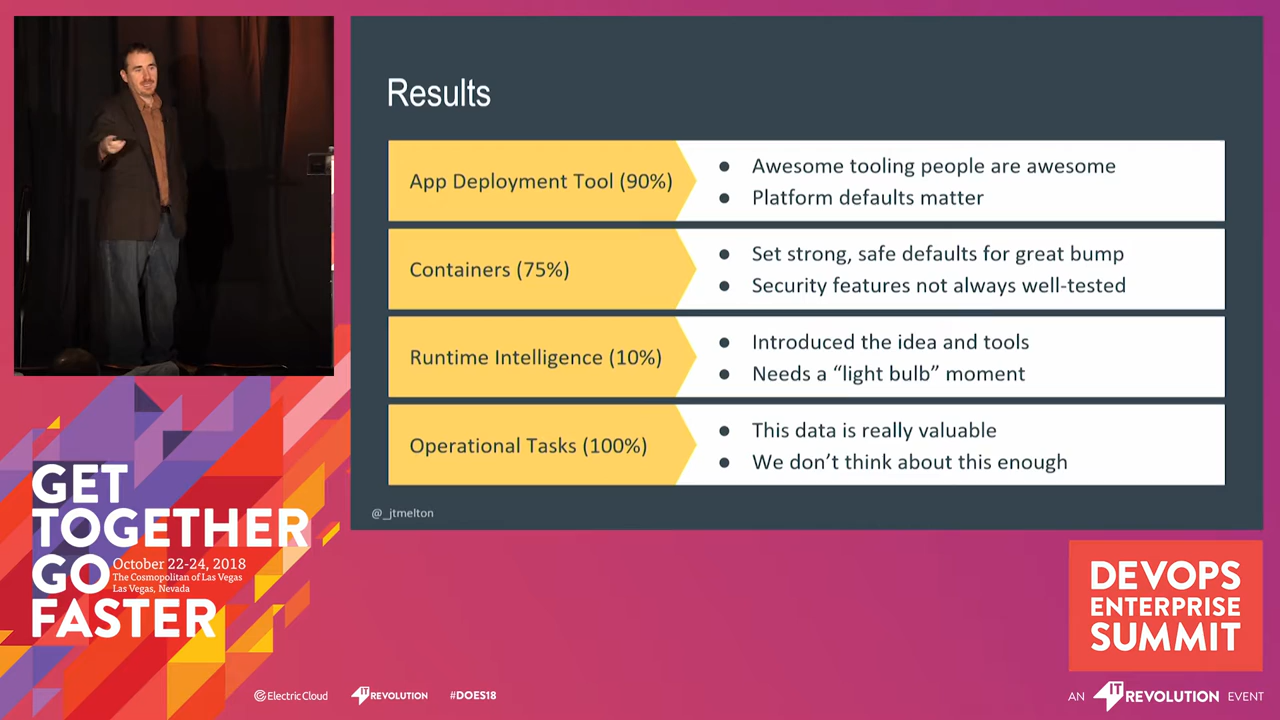 Results
App Deployment Tool (90%)
● Awesome tooling people are awesome
● Platform defaults matter
Containers (75%)
● Set strong, safe defaults for great bump
● Security features not always well-tested
Runtime Intelligence (10%)
● Introduced the idea and tools
● Needs a “light bulb” moment
Operational Tasks (100%)
● This data is really valuable
● We don’t think about this enough
@_jtmelton
GET
TOGETHER
GO
FASTER
October 22-24, 2018
The Cosmopolitan of Las Vegas
Las Vegas, Nevada
DEVOPS
ENTERPRISE
SUMMIT
Electric Cloud
IT REVOLUTION
#DOES18
AN IT REVOLUTION EVENT